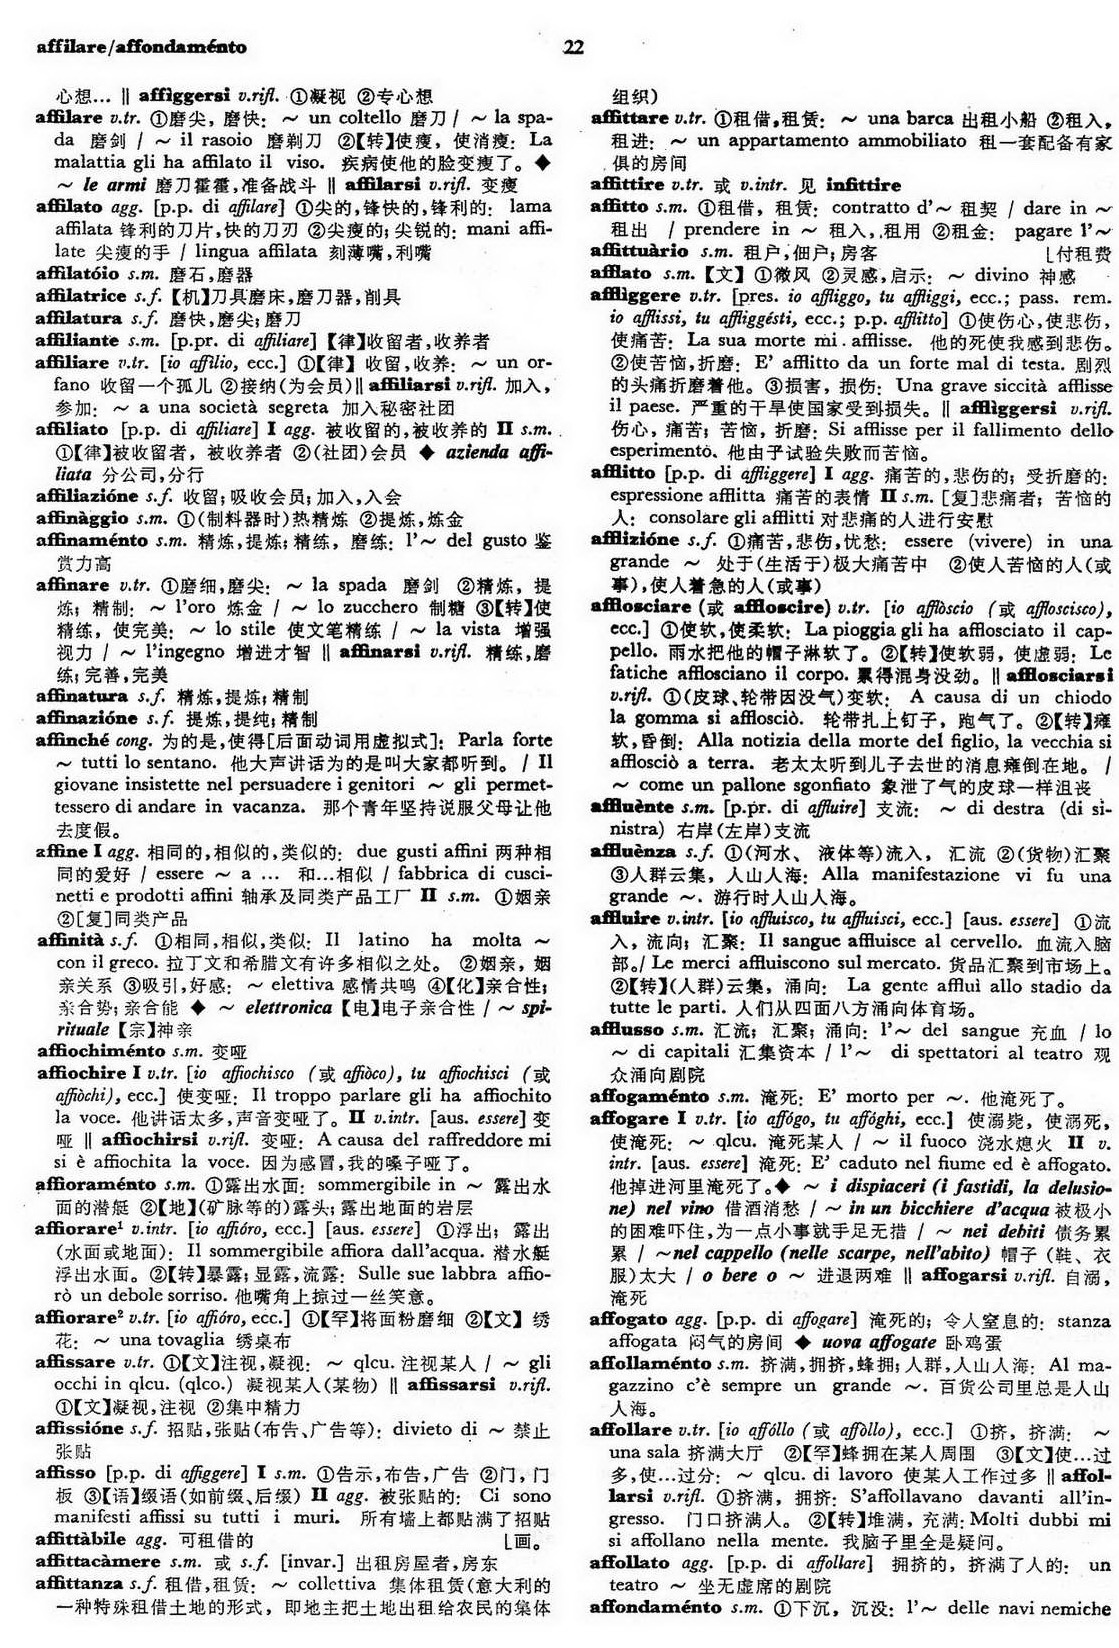 affilare/affondaménto
22
心想… ‖ affìggersi v.rifl. ①凝视 ②专心想
affilare v.tr. ①磨尖，磨快： ～ un coltello 磨刀 / ～ la spa-
da 磨剑 / ～ il rasoio 磨剃刀 ②【转】使瘦，使消瘦： La
malattia gli ha affilato il viso. 疾病使他的脸变瘦了。◆
～ le armi 磨刀霍霍,准备战斗 ‖ affilarsi v.rifl. 变瘦
affilato agg. [p.p. di affilare] ①尖的,锋快的,锋利的： lama
affilata 锋利的刀片,快的刀刃 ②尖瘦的; 尖锐的: mani affi-
late 尖瘦的手 / lingua affilata 刻薄嘴,利嘴
affilatóio s.m. 磨石,磨器
affilatrice s.f. 【机】刀具磨床,磨刀器,削具
affilatura s.f. 磨快,磨尖; 磨刀
affiliante s.m. [p.pr. di affiliare] 【律】收留者,收养者
affiliare v.tr. [io affìlio, ecc.] ①【律】 收留,收养： ～ un or-
fano 收留一个孤儿 ②接纳(为会员)‖ affiliarsi v.rifl. 加入,
参加： ～ a una società segreta 加入秘密社团
affiliato [p.p. di affiliare] I agg. 被收留的,被收养的 II s.m.
①【律】被收留者，被收养者 ②(社团)会员 ◆ azienda affi-
liata 分公司,分行
affiliazióne s.f. 收留; 吸收会员; 加入,入会
affinàggio s.m. ①(制料器时)热精炼 ②提炼,炼金
affinaménto s.m. 精炼,提炼; 精练，磨练： l'～ del gusto 鉴
赏力高
affinare v.tr. ①磨细,磨尖： ～ la spada 磨剑 ②精炼，提
炼；精制： ～ l'oro 炼金 / ～ lo zucchero 制糖 ③【转】使
精练，使完美： ～ lo stile 使文笔精练 / ～ la vista 增强
视力 / ～ l'ingegno 增进才智 ‖ affinarsi v.rifl. 精练,磨
练; 完善,完美
affinatura s.f. 精炼,提炼; 精制
affinazióne s.f. 提炼,提纯; 精制
affinché cong. 为的是,使得[后面动词用虚拟式]： Parla forte
～ tutti lo sentano. 他大声讲话为的是叫大家都听到。 / Il
giovane insistette nel persuadere i genitori ～ gli permet-
tessero di andare in vacanza. 那个青年坚持说服父母让他
去度假。
affine I agg. 相同的,相似的,类似的： due gusti affini 两种相
同的爱好 / essere ～ a … 和…相似 / fabbrica di cusci-
netti e prodotti affini 轴承及同类产品工厂 II s.m. ①姻亲
②[复]同类产品
affinità s.f. ①相同,相似,类似： Il latino ha molta ～
con il greco. 拉丁文和希腊文有许多相似之处。 ②姻亲，姻
亲关系 ③吸引,好感： ～ elettiva 感情共鸣 ④【化】亲合性;
亲合势; 亲合能 ◆ ～ elettronica 【电】电子亲合性 / ～ spi-
rituale 【宗】神亲
affiochiménto s.m. 变哑
affiochire I v.tr. [io affiochisco (或 affiòco), tu affiochisci (或
affiòchi), ecc.] 使变哑： Il troppo parlare gli ha affiochito
la voce. 他讲话太多,声音变哑了。II v.intr. [aus. essere] 变
哑 ‖ affiochirsi v.rifl. 变哑： A causa del raffreddore mi
si è affiochita la voce. 因为感冒,我的嗓子哑了。
affioraménto s.m. ①露出水面： sommergibile in ～ 露出水
面的潜艇 ②【地】(矿脉等的)露头; 露出地面的岩层
affiorare¹ v.intr. [io affióro, ecc.] [aus. essere] ①浮出；露出
(水面或地面)： Il sommergibile affiora dall'acqua. 潜水艇
浮出水面。②【转】暴露; 显露,流露： Sulle sue labbra affio-
rò un debole sorriso. 他嘴角上掠过一丝笑意。
affiorare² v.tr. [io affióro, ecc.] ①【罕】将面粉磨细 ②【文】 绣
花： ～ una tovaglia 绣桌布
affissare v.tr. ①【文】注视,凝视： ～ qlcu. 注视某人 / ～ gli
occhi in qlcu. (qlco.) 凝视某人(某物) ‖ affissarsi v.rifl.
①【文】凝视,注视 ②集中精力
affissióne s.f. 招贴,张贴(布告、广告等)： divieto di ～ 禁止
张贴
affisso [p.p. di affiggere] I s.m. ①告示,布告,广告 ②门,门
板 ③【语】缀语(如前缀、后缀) II agg. 被张贴的： Ci sono
manifesti affissi su tutti i muri. 所有墙上都贴满了招贴
affittàbile agg. 可租借的 [画。
affittacàmere s.m. 或 s.f. [invar.] 出租房屋者,房东
affittanza s.f. 租借,租赁： ～ collettiva 集体租赁(意大利的
一种特殊租借土地的形式，即地主把土地出租给农民的集体
组织)
affittare v.tr. ①租借,租赁： ～ una barca 出租小船 ②租入,
租进： ～ un appartamento ammobiliato 租一套配备有家
俱的房间
affittire v.tr. 或 v.intr. 见 infittire
affitto s.m. ①租借，租赁： contratto d'～ 租契 / dare in ～
租出 / prendere in ～ 租入,租用 ②租金： pagare l'～
affittuàrio s.m. 租户,佃户; 房客 [付租费
afflato s.m. 【文】 ①微风 ②灵感,启示： ～ divino 神感
afflìggere v.tr. [pres. io affliggo, tu affliggi, ecc.; pass. rem.
io afflissi, tu affliggésti, ecc.; p.p. afflitto] ①使伤心,使悲伤,
使痛苦： La sua morte mi afflisse. 他的死使我感到悲伤。
②使苦恼,折磨： E' afflitto da un forte mal di testa. 剧烈
的头痛折磨着他。③损害，损伤： Una grave siccità afflisse
il paese. 严重的干旱使国家受到损失。‖ afflìggersi v.rifl.
伤心，痛苦；苦恼，折磨： Si afflisse per il fallimento dello
esperimento. 他由于试验失败而苦恼。
afflitto [p.p. di affliggere] I agg. 痛苦的,悲伤的；受折磨的：
espressione afflitta 痛苦的表情 II s.m. [复]悲痛者；苦恼的
人： consolare gli afflitti 对悲痛的人进行安慰
afflizióne s.f. ①痛苦,悲伤,忧愁： essere (vivere) in una
grande ～ 处于(生活于)极大痛苦中 ②使人苦恼的人(或
事),使人着急的人(或事)
afflosciare (或 affloscire) v.tr. [io afflòscio (或 affloscisco),
ecc.] ①使软,使柔软： La pioggia gli ha afflosciato il cap-
pello. 雨水把他的帽子淋软了。②【转】使软弱，使虚弱： Le
fatiche afflosciano il corpo. 累得混身没劲。‖ afflosciarsi
v.rifl. ①(皮球、轮带因没气)变软： A causa di un chiodo
la gomma si afflosciò. 轮带扎上钉子，跑气了。②【转】瘫
软,昏倒： Alla notizia della morte del figlio, la vecchia si
afflosciò a terra. 老太太听到儿子去世的消息瘫倒在地。 /
～ come un pallone sgonfiato 象泄了气的皮球一样沮丧
affluènte s.m. [p.pr. di affluire] 支流： ～ di destra (di si-
nistra) 右岸(左岸)支流
affluènza s.f. ①(河水、液体等)流入，汇流 ②(货物)汇聚
③人群云集，人山人海： Alla manifestazione vi fu una
grande ～. 游行时人山人海。
affluire v.intr. [io affluisco, tu affluisci, ecc.] [aus. essere] ①流
入，流向；汇聚： Il sangue affluisce al cervello. 血流入脑
部。/ Le merci affluiscono sul mercato. 货品汇聚到市场上。
②【转】(人群)云集，涌向： La gente affluì allo stadio da
tutte le parti. 人们从四面八方涌向体育场。
afflusso s.m. 汇流；汇聚；涌向： l'～ del sangue 充血 / lo
～ di capitali 汇集资本 / l'～ di spettatori al teatro 观
众涌向剧院
affogaménto s.m. 淹死： E' morto per ～. 他淹死了。
affogare I v.tr. [io affógo, tu affóghi, ecc.] 使溺毙，使溺死，
使淹死： ～ qlcu. 淹死某人 / ～ il fuoco 浇水熄火 II v.
intr. [aus. essere] 淹死： E' caduto nel fiume ed è affogato.
他掉进河里淹死了。◆ ～ i dispiaceri (i fastidi, la delusio-
ne) nel vino 借酒消愁 / ～ in un bicchiere d'acqua 被极小
的困难吓住,为一点小事就手足无措 / ～ nei debiti 债务累
累 / ～ nel cappello (nelle scarpe, nell'abito) 帽子 (鞋、衣
服)太大 / o bere o ～ 进退两难 ‖ affogarsi v.rifl. 自溺，
淹死
affogato agg. [p.p. di affogare] 淹死的；令人窒息的： stanza
affogata 闷气的房间 ◆ uova affogate 卧鸡蛋
affollaménto s.m. 挤满,拥挤,蜂拥; 人群,人山人海： Al ma-
gazzino c'è sempre un grande ～. 百货公司里总是人山
人海。
affollare v.tr. [io affóllo (或 affòllo), ecc.] ①挤，挤满： ～
una sala 挤满大厅 ②【罕】蜂拥在某人周围 ③【文】使…过
多,使…过分： ～ qlcu. di lavoro 使某人工作过多 ‖ affol-
larsi v.rifl. ①挤满，拥挤： S'affollavano davanti all'in-
gresso. 门口挤满人。②【转】堆满，充满： Molti dubbi mi
si affollano nella mente. 我脑子里全是疑问。
affollato agg. [p.p. di affollare] 拥挤的，挤满了人的： un
teatro ～ 坐无虚席的剧院
affondaménto s.m. ①下沉，沉没： l'～ delle navi nemiche